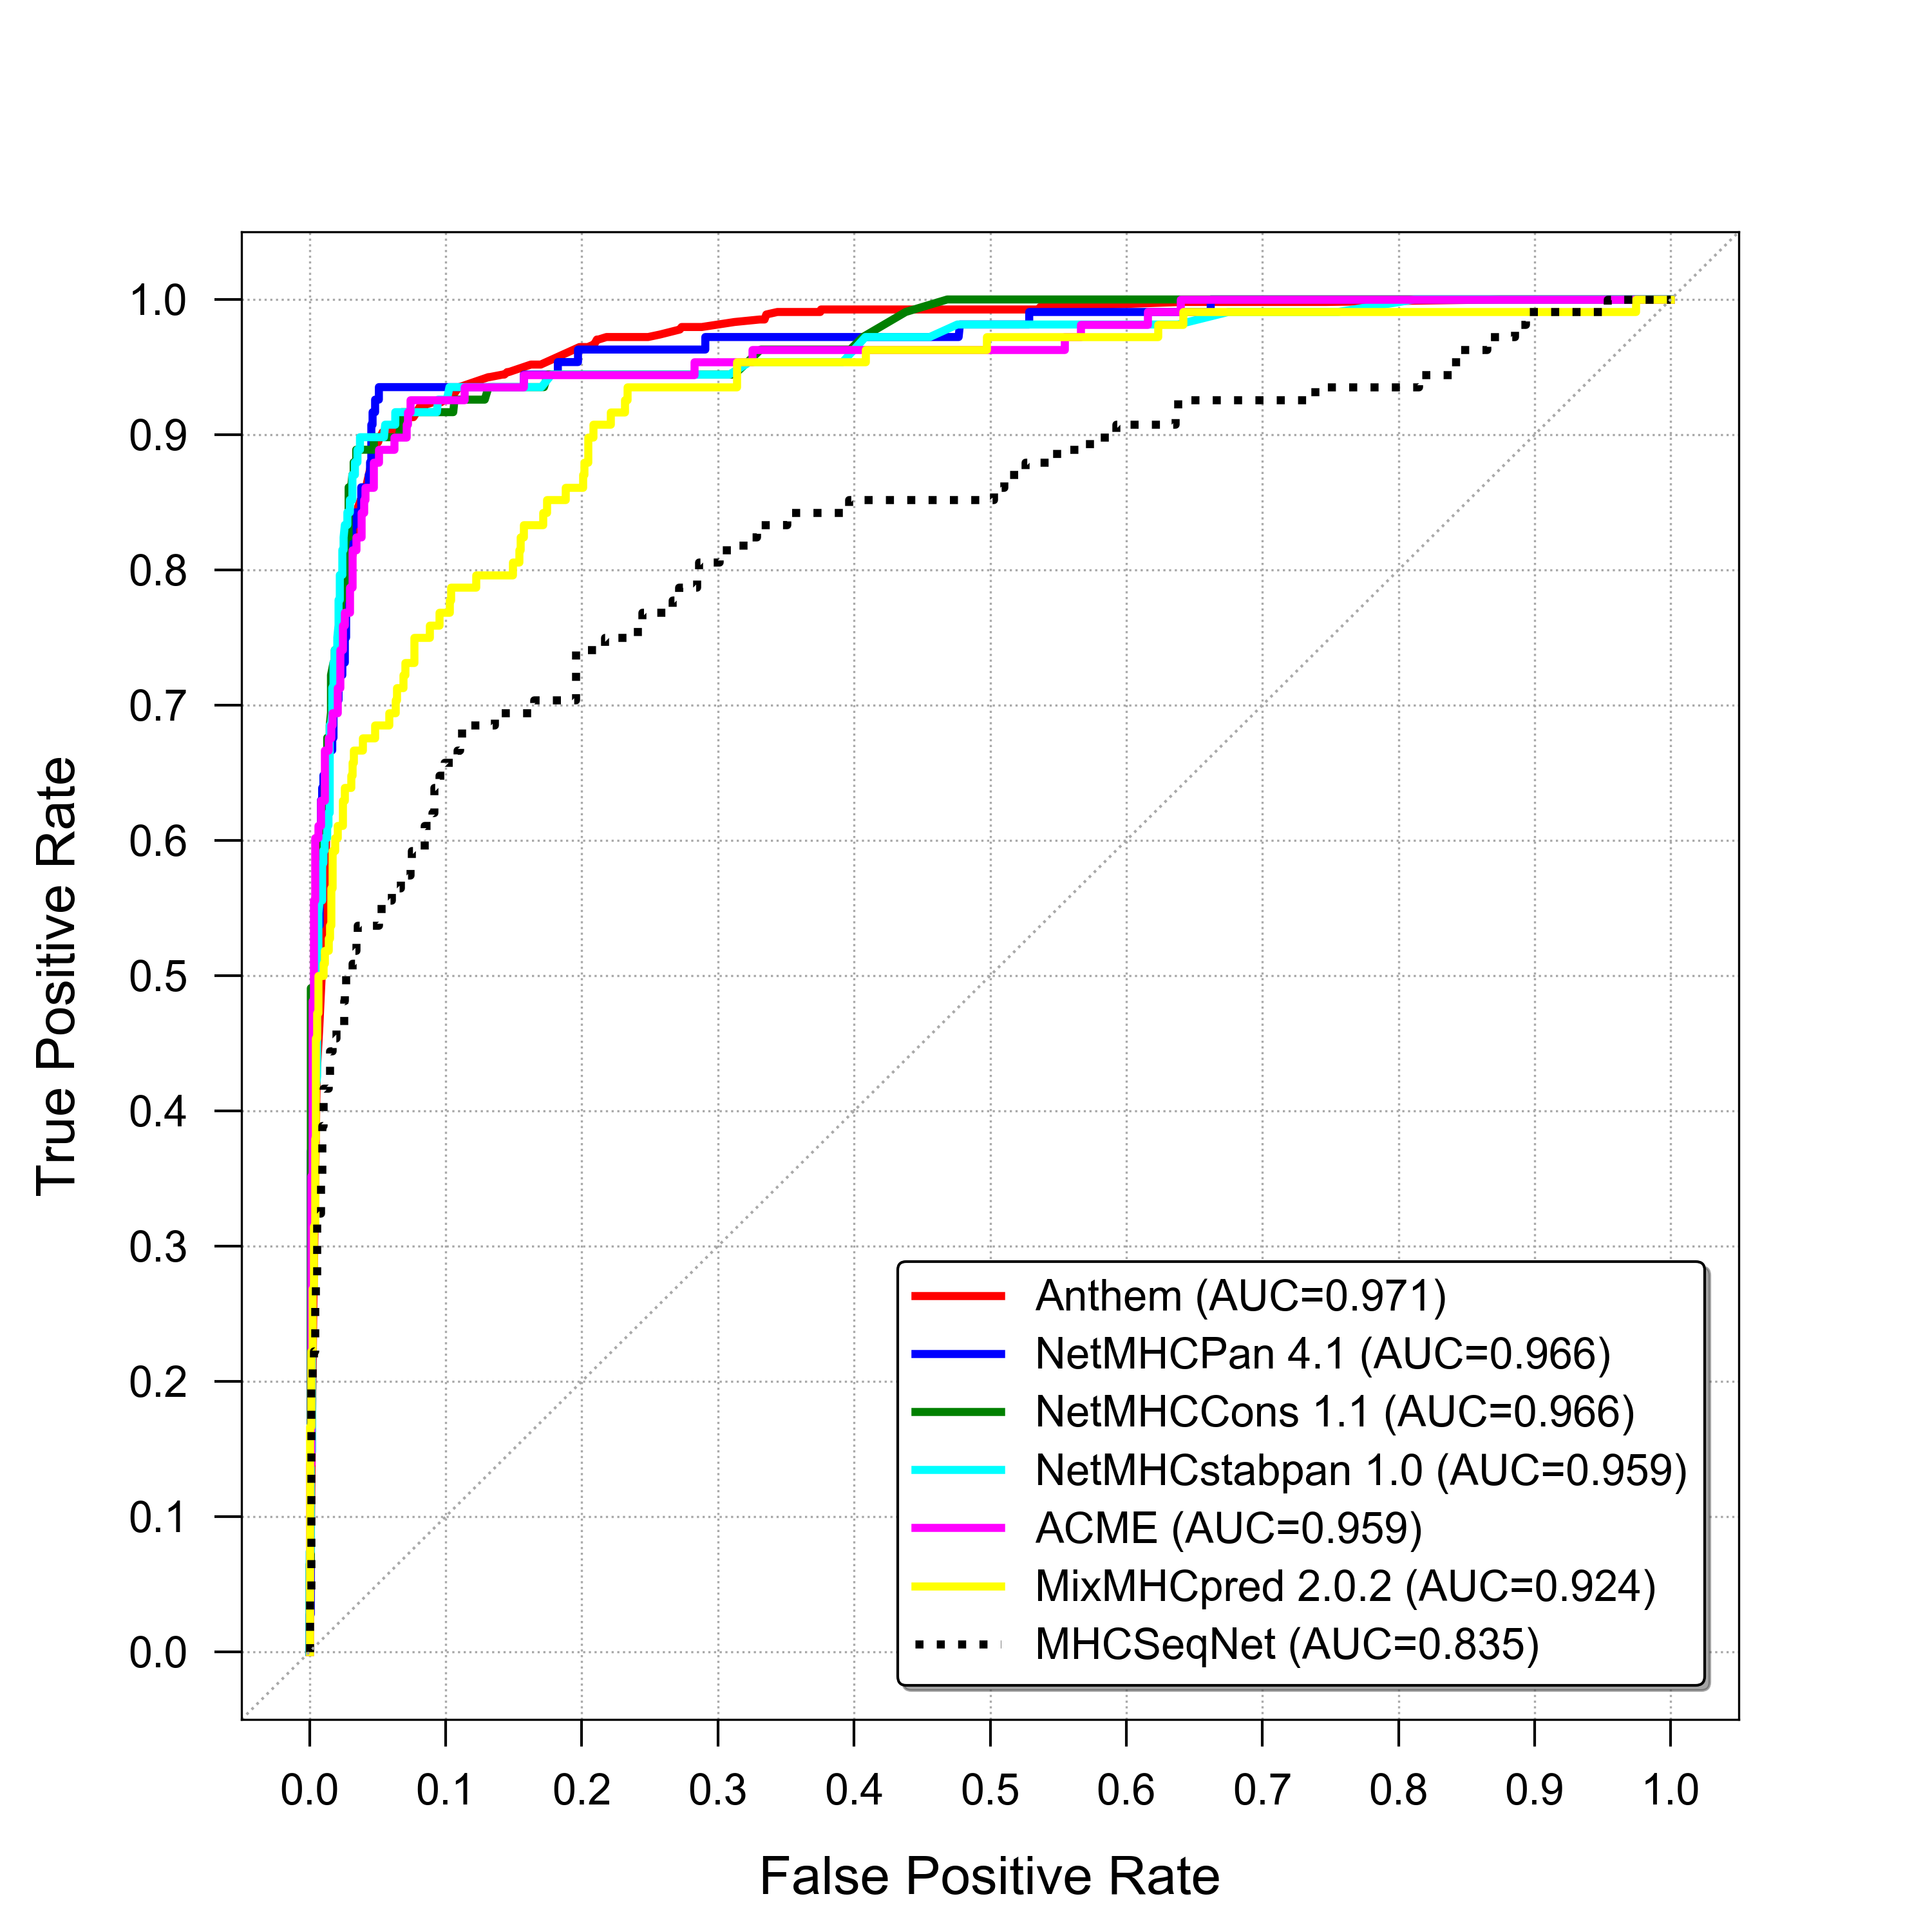 True Positive Rate
1.0
0.9
0.8
0.7
0.6
0.5
0.4
0.3
0.2
0.1
0.0
Anthem (AUC=0.971)
NetMHCPan 4.1 (AUC=0.966)
NetMHCCons 1.1 (AUC=0.966)
NetMHCstabpan 1.0 (AUC=0.959)
ACME (AUC=0.959)
MixMHCpred 2.0.2 (AUC=0.924)
MHCSeqNet (AUC=0.835)
0.0 0.1 0.2 0.3 0.4 0.5 0.6 0.7 0.8 0.9 1.0
False Positive Rate